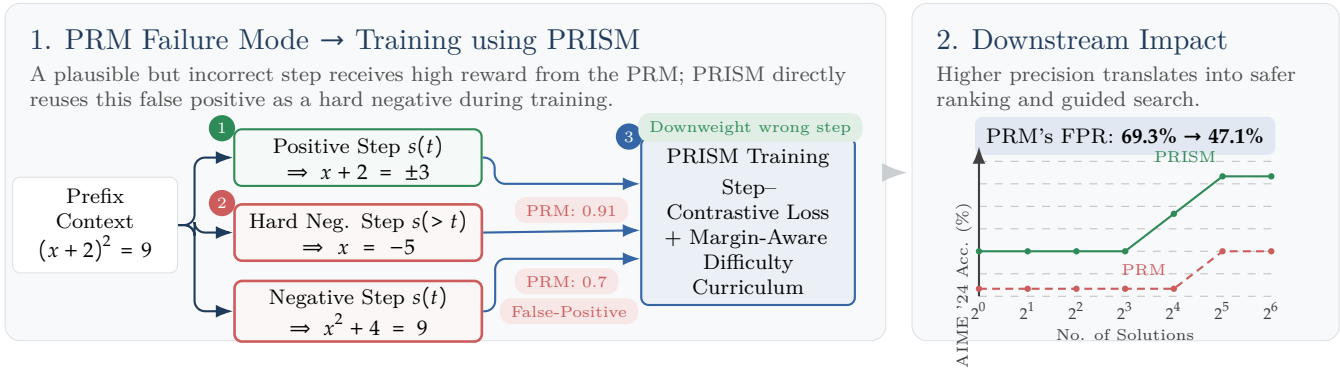 1. PRM Failure Mode → Training using PRISM
A plausible but incorrect step receives high reward from the PRM; PRISM directly
reuses this false positive as a hard negative during training.
Prefix
Context
(x + 2)² = 9
1
Positive Step s(t)
⇒ x + 2 = ±3
2
Hard Neg. Step s(> t)
⇒ x = −5
Negative Step s(t)
⇒ x² + 4 = 9
PRM: 0.91
PRM: 0.7
False-Positive
3
Downweight wrong step
PRISM Training
Step–
Contrastive Loss
+ Margin-Aware
Difficulty
Curriculum
2. Downstream Impact
Higher precision translates into safer
ranking and guided search.
PRM's FPR: 69.3% → 47.1%
PRISM
PRM
AIME '24 Acc. (%)
2⁰ 2¹ 2² 2³ 2⁴ 2⁵ 2⁶
No. of Solutions